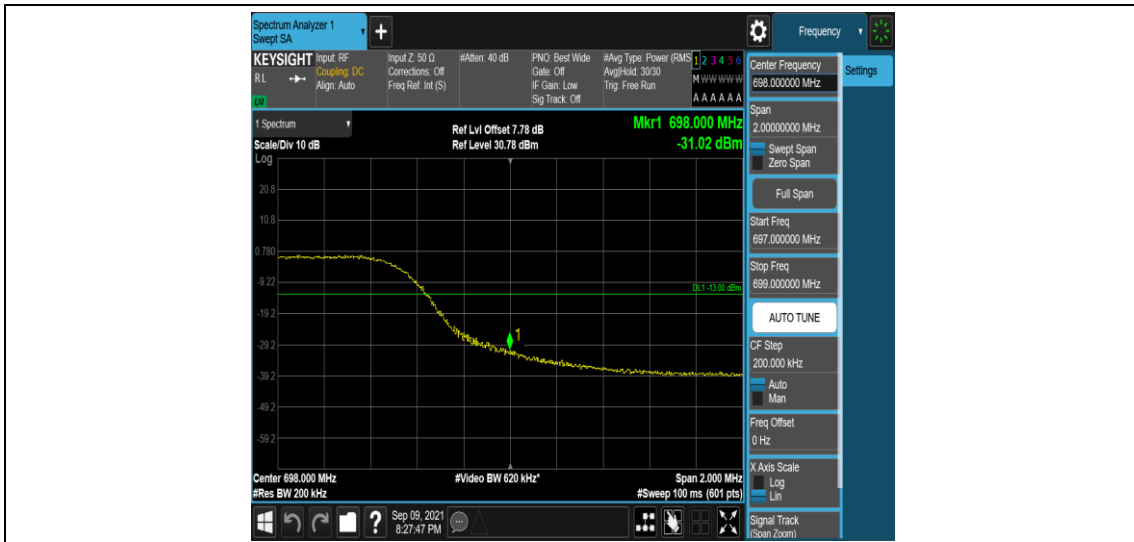 Spectrum Analyzer 1
Swept SA
+
Frequency
KEYSIGHT
RL
LXI
Input: RF
Coupling: DC
Align: Auto
Input Z: 50 Ω
Corrections: Off
Freq Ref: Int (S)
#Atten: 40 dB
PNO: Best Wide
Gate: Off
IF Gain: Low
Sig Track: Off
#Avg Type: Power (RMS
Avg|Hold: 30/30
Trig: Free Run
1 2 3 4 5 6
M W W W W W
A A A A A A
1 Spectrum
Scale/Div 10 dB
Log
Ref Lvl Offset 7.78 dB
Ref Level 30.78 dBm
Mkr1 698.000 MHz
-31.02 dBm
20.8
10.8
0.780
-9.22
-19.2
-29.2
-39.2
-49.2
-59.2
DL1 -13.00 dBm
1
Center 698.000 MHz
#Res BW 200 kHz
#Video BW 620 kHz*
Span 2.000 MHz
#Sweep 100 ms (601 pts)
?
Sep 09, 2021
8:27:47 PM
Center Frequency
698.000000 MHz
Settings
Span
2.00000000 MHz
Swept Span
Zero Span
Full Span
Start Freq
697.000000 MHz
Stop Freq
699.000000 MHz
AUTO TUNE
CF Step
200.000 kHz
Auto
Man
Freq Offset
0 Hz
X Axis Scale
Log
Lin
Signal Track
(Span Zoom)